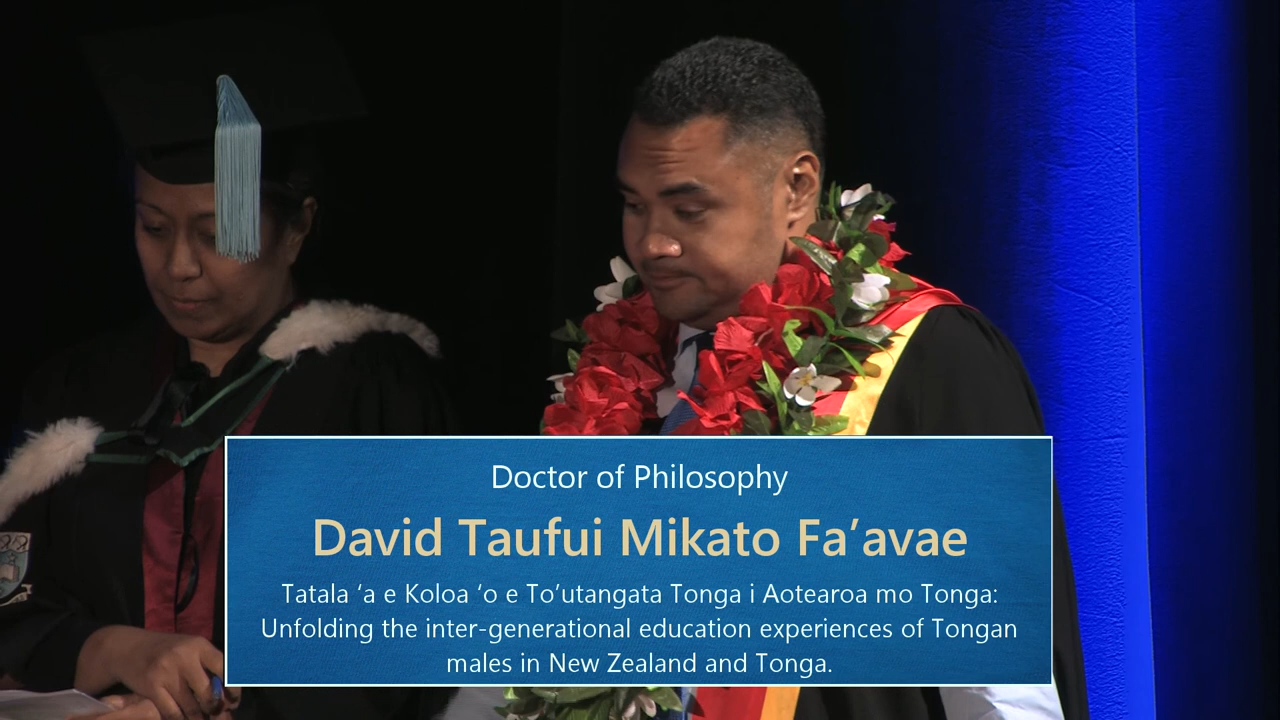 Doctor of Philosophy
David Taufui Mikato Fa’avae
Tatala ‘a e Koloa ‘o e To’utangata Tonga i Aotearoa mo Tonga:
Unfolding the inter-generational education experiences of Tongan
males in New Zealand and Tonga.